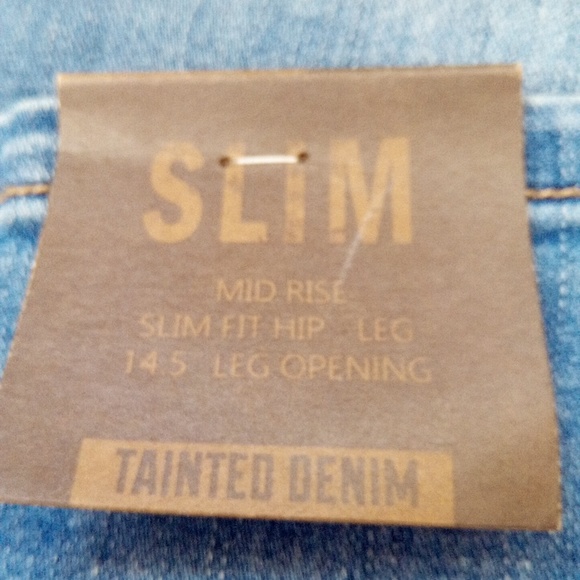 SLIM
MID RISE
SLIM FIT HIP LEG
14.5 LEG OPENING
TAINTED DENIM